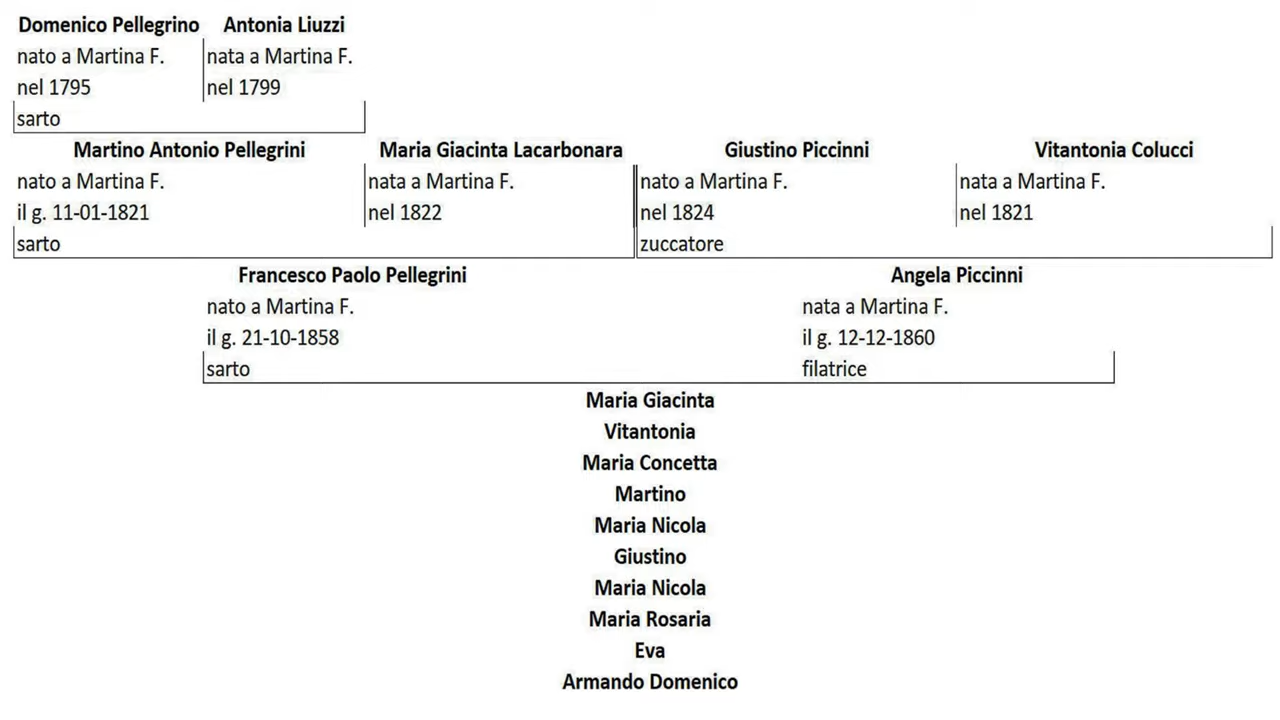 Domenico Pellegrino Antonia Liuzzi
nato a Martina F. nata a Martina F.
nel 1795 nel 1799
sarto
Martino Antonio Pellegrini Maria Giacinta Lacarbonara Giustino Piccinni Vitantonia Colucci
nato a Martina F. nata a Martina F. nato a Martina F. nata a Martina F.
il g. 11-01-1821 nel 1822 nel 1824 nel 1821
sarto zuccatore
Francesco Paolo Pellegrini Angela Piccinni
nato a Martina F. nata a Martina F.
il g. 21-10-1858 il g. 12-12-1860
sarto filatrice
Maria Giacinta
Vitantonia
Maria Concetta
Martino
Maria Nicola
Giustino
Maria Nicola
Maria Rosaria
Eva
Armando Domenico